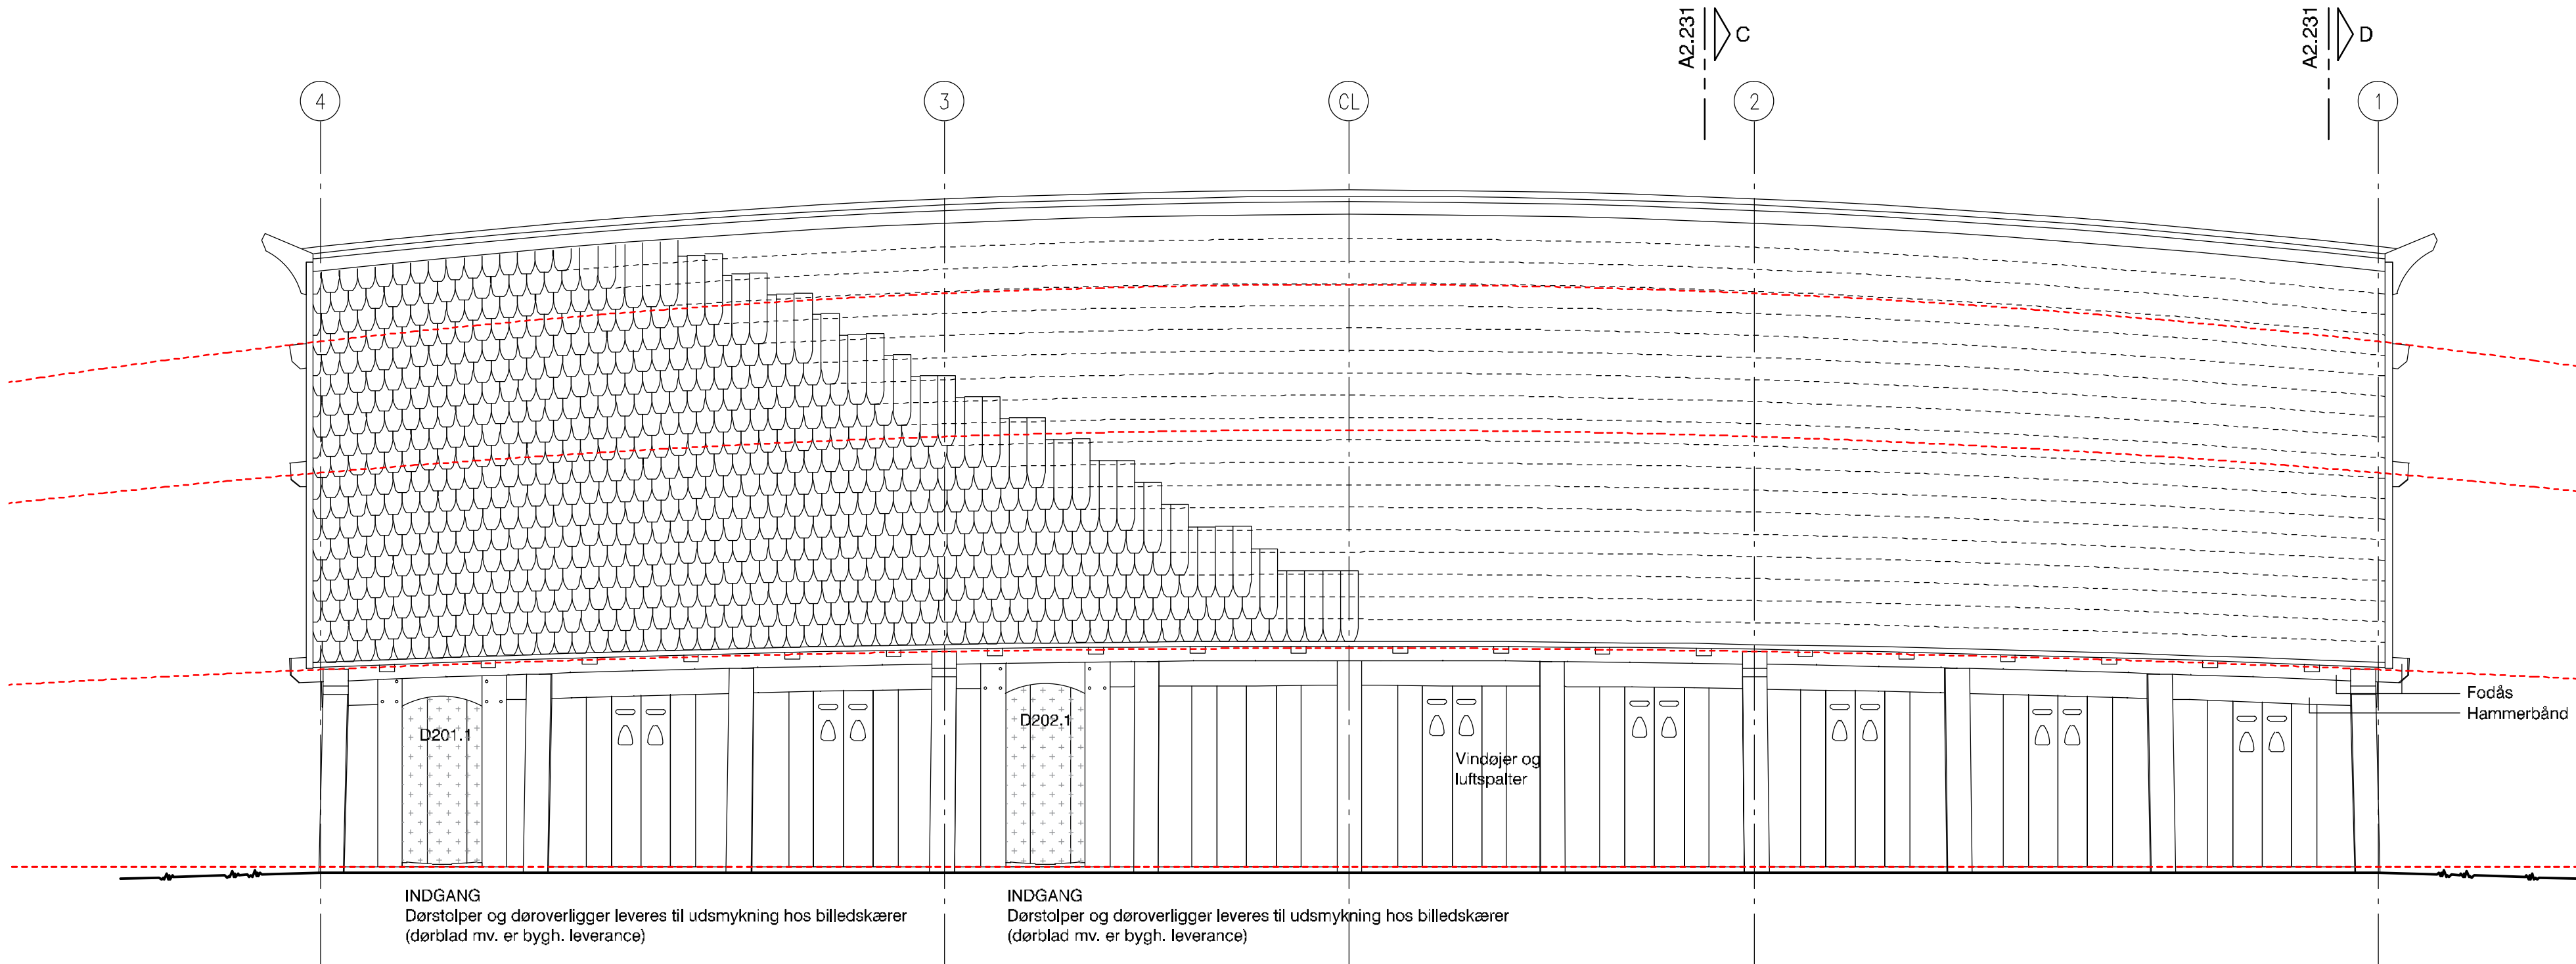 A2.231
C
A2.231
D
4
3
CL
2
1
Fodås
Hammerbånd
D201.1
D202.1
Vindøjer og
luftspalter
INDGANG
Dørstolper og døroverligger leveres til udsmykning hos billedskærer
(dørblad mv. er bygh. leverance)
INDGANG
Dørstolper og døroverligger leveres til udsmykning hos billedskærer
(dørblad mv. er bygh. leverance)